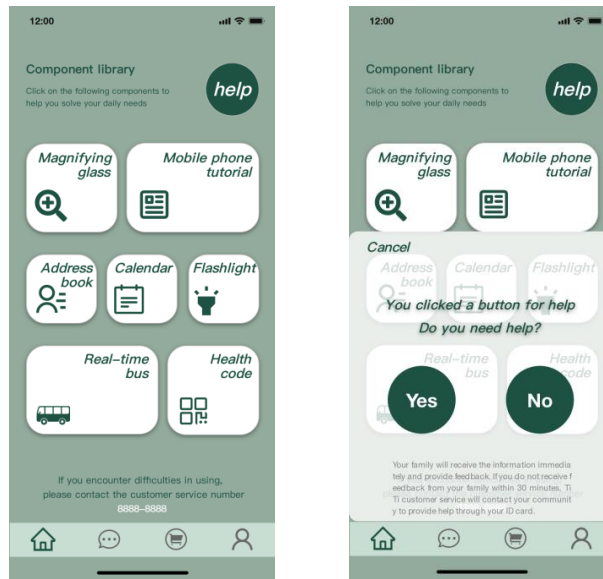 12:00
Component library
Click on the following components to
help you solve your daily needs
help
Magnifying
glass
Mobile phone
tutorial
Address
book
Calendar
Flashlight
Real-time
bus
Health
code
If you encounter difficulties in using,
please contact the customer service number
8888-8888
12:00
Component library
Click on the following components to
help you solve your daily needs
help
Magnifying
glass
Mobile phone
tutorial
Cancel
Address
book
Calendar
Flashlight
You clicked a button for help
Do you need help?
Real-time
bus
Health
code
Yes
No
Your family will receive the information immedia
tely and provide feedback. If you do not receive f
eedback from your family within 30 minutes, Ti
Ti customer service will contact your communit
y to provide help through your ID card.